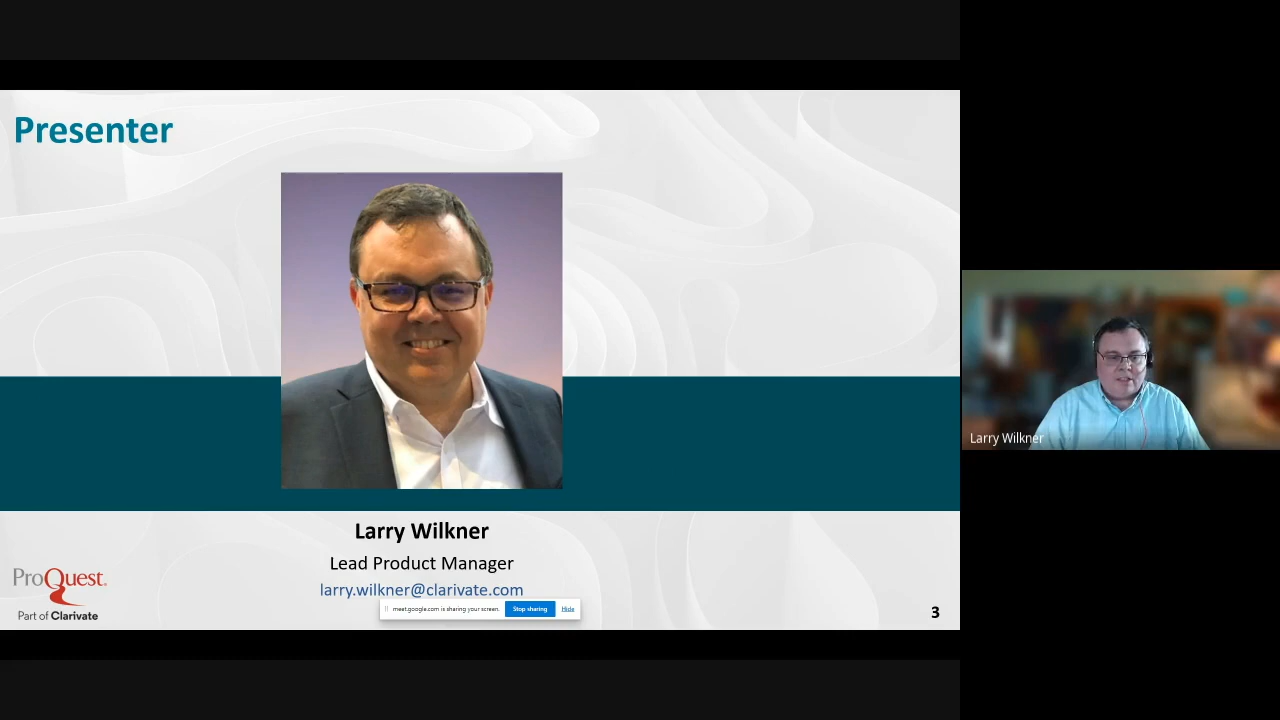 Presenter
Larry Wilkner
Lead Product Manager
larry.wilkner@clarivate.com
meet.google.com is sharing your screen.
Stop sharing
Hide
ProQuest.
Part of Clarivate
3
Larry Wilkner